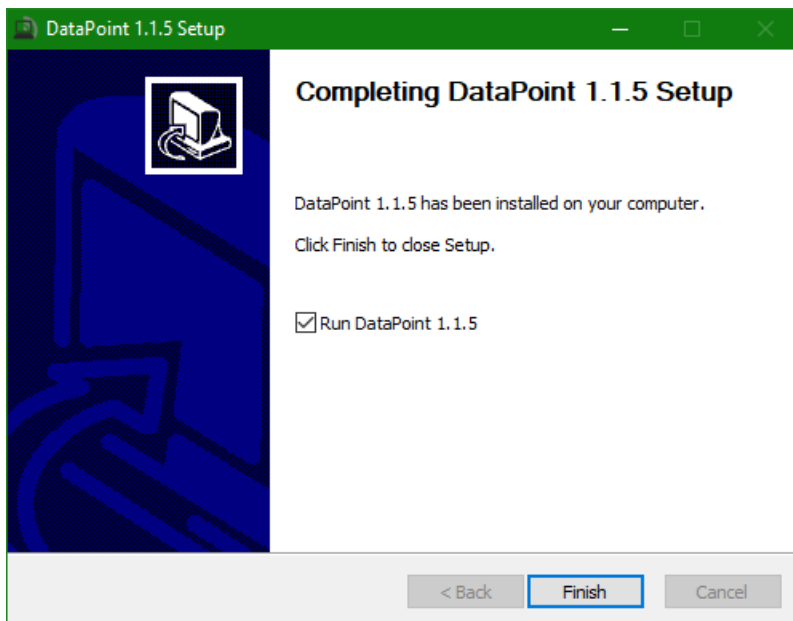 DataPoint 1.1.5 Setup
Completing DataPoint 1.1.5 Setup
DataPoint 1.1.5 has been installed on your computer.
Click Finish to close Setup.
Run DataPoint 1.1.5
< Back Finish Cancel